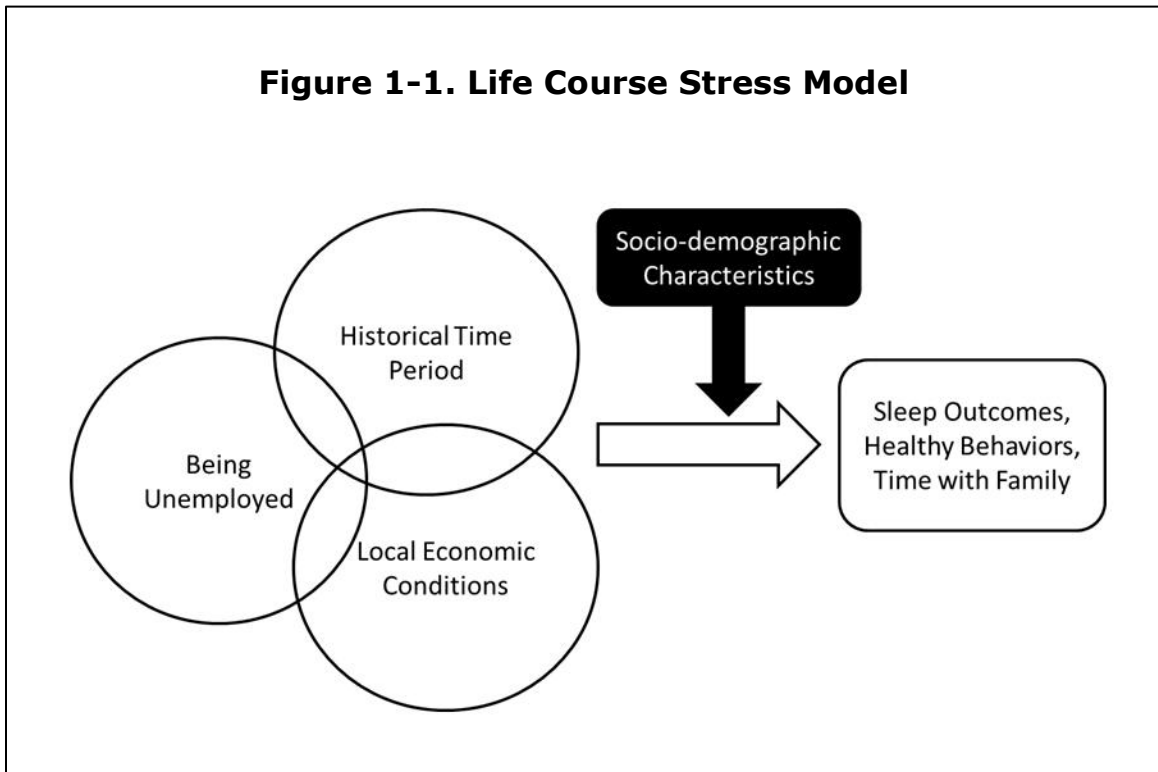 Figure 1-1. Life Course Stress Model
Socio-demographic
Characteristics
Historical Time
Period
Being
Unemployed
Local Economic
Conditions
Sleep Outcomes,
Healthy Behaviors,
Time with Family